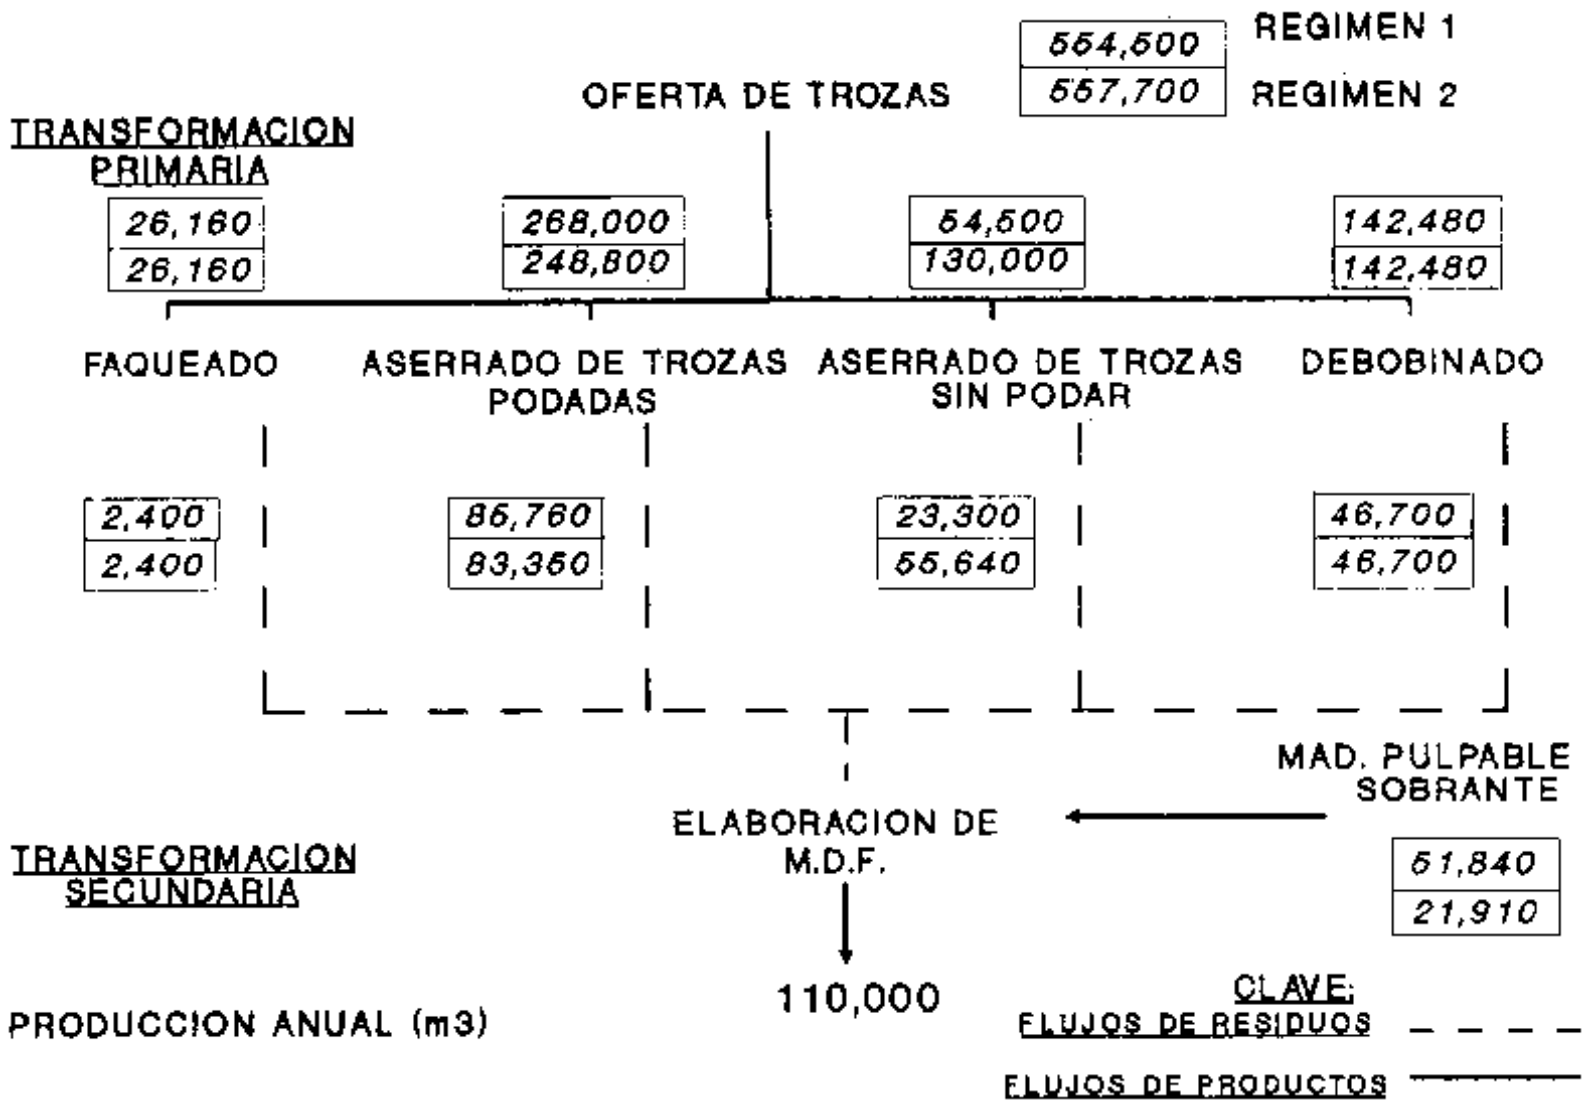 554,500 REGIMEN 1
OFERTA DE TROZAS 557,700 REGIMEN 2
TRANSFORMACION
PRIMARIA
26,160 268,000 54,500 142,480
26,160 248,800 130,000 142,480
FAQUEADO ASERRADO DE TROZAS ASERRADO DE TROZAS DEBOBINADO
PODADAS SIN PODAR
2,400 85,760 23,300 46,700
2,400 83,350 55,640 46,700
MAD. PULPABLE
SOBRANTE
ELABORACION DE
M.D.F.
TRANSFORMACION
SECUNDARIA
51,840
21,910
110,000
PRODUCCION ANUAL (m3)
CLAVE:
FLUJOS DE RESIDUOS
FLUJOS DE PRODUCTOS